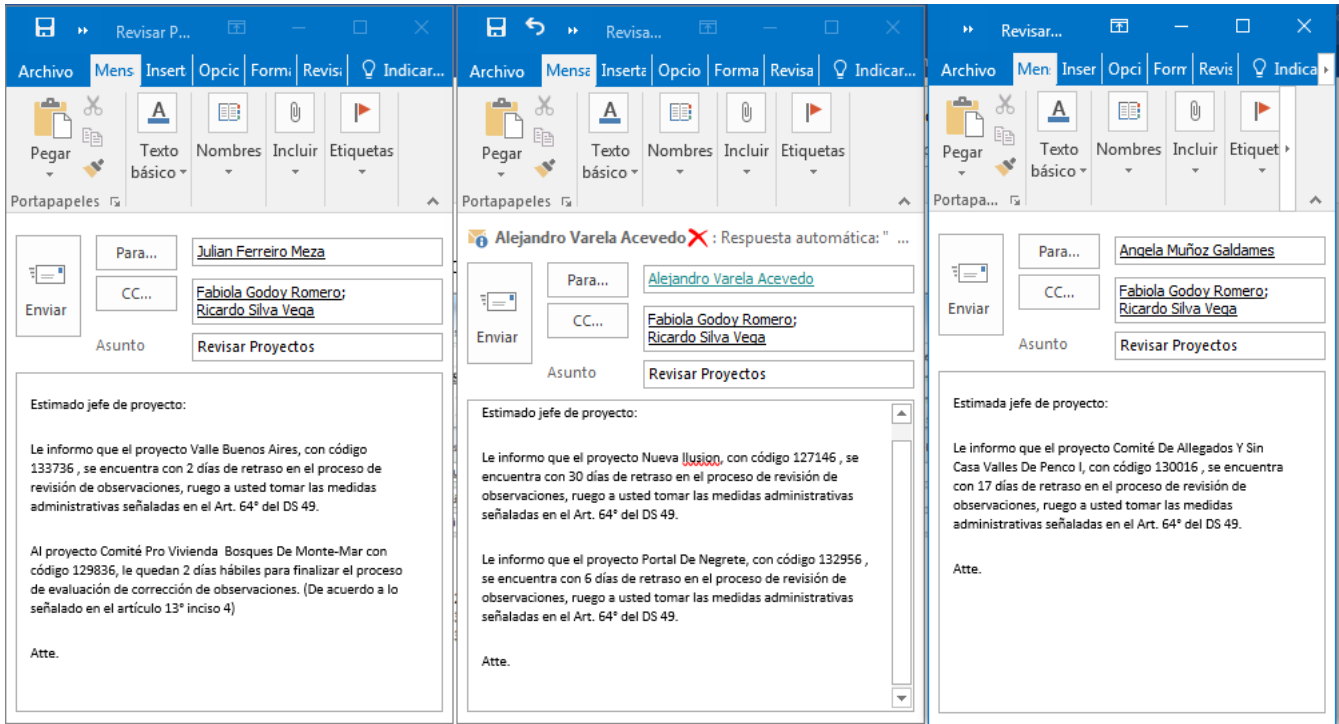 Revisar P...
Archivo Mens Insert Opcic Form Revisa Indicar...
Pegar
Texto básico
Nombres
Incluir
Etiquetas
Portapapeles
Enviar
Para... Julian Ferreiro Meza
CC... Fabiola Godoy Romero;
Ricardo Silva Vega
Asunto Revisar Proyectos
Estimado jefe de proyecto:
Le informo que el proyecto Valle Buenos Aires, con código
133736 , se encuentra con 2 días de retraso en el proceso de
revisión de observaciones, ruego a usted tomar las medidas
administrativas señaladas en el Art. 64° del DS 49.
Al proyecto Comité Pro Vivienda Bosques De Monte-Mar con
código 129836, le quedan 2 días hábiles para finalizar el proceso
de evaluación de corrección de observaciones. (De acuerdo a lo
señalado en el artículo 13° inciso 4)
Atte.
Revisa...
Archivo Mensa Inserta Opcio Forma Revisa Indicar...
Pegar
Texto básico
Nombres
Incluir
Etiquetas
Portapapeles
Alejandro Varela Acevedo : Respuesta automática: " ...
Enviar
Para... Alejandro Varela Acevedo
CC... Fabiola Godoy Romero;
Ricardo Silva Vega
Asunto Revisar Proyectos
Estimado jefe de proyecto:
Le informo que el proyecto Nueva Ilusion, con código 127146 , se
encuentra con 30 días de retraso en el proceso de revisión de
observaciones, ruego a usted tomar las medidas administrativas
señaladas en el Art. 64° del DS 49.
Le informo que el proyecto Portal De Negrete, con código 132956 ,
se encuentra con 6 días de retraso en el proceso de revisión de
observaciones, ruego a usted tomar las medidas administrativas
señaladas en el Art. 64° del DS 49.
Atte.
Revisar...
Archivo Men Inser Opci Forr Revis Indica
Pegar
Texto básico
Nombres
Incluir
Etiquet
Portapa...
Enviar
Para... Angela Muñoz Galdames
CC... Fabiola Godoy Romero;
Ricardo Silva Vega
Asunto Revisar Proyectos
Estimada jefe de proyecto:
Le informo que el proyecto Comité De Allegados Y Sin
Casa Valles De Penco I, con código 130016 , se encuentra
con 17 días de retraso en el proceso de revisión de
observaciones, ruego a usted tomar las medidas
administrativas señaladas en el Art. 64° del DS 49.
Atte.